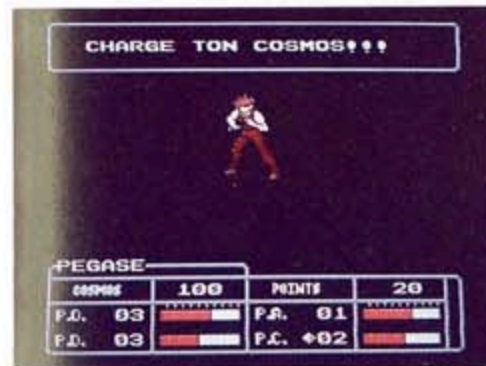 CHARGE TON COSMOS!!!
PEGASE
COSMOS 100 POINTS 20
P.O. 03 P.A. 01
P.D. 03 P.C. +02